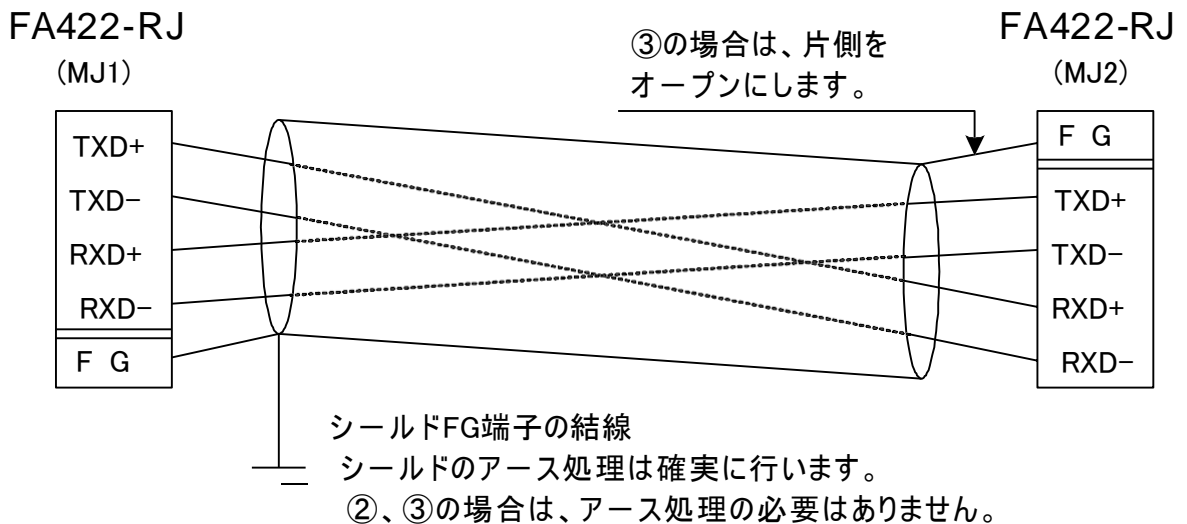 FA422-RJ
(MJ1)
FA422-RJ
(MJ2)
③の場合は、片側を
オープンにします。
TXD+
TXD-
RXD+
RXD-
F G
F G
TXD+
TXD-
RXD+
RXD-
シールドFG端子の結線
シールドのアース処理は確実に行います。
②、③の場合は、アース処理の必要はありません。